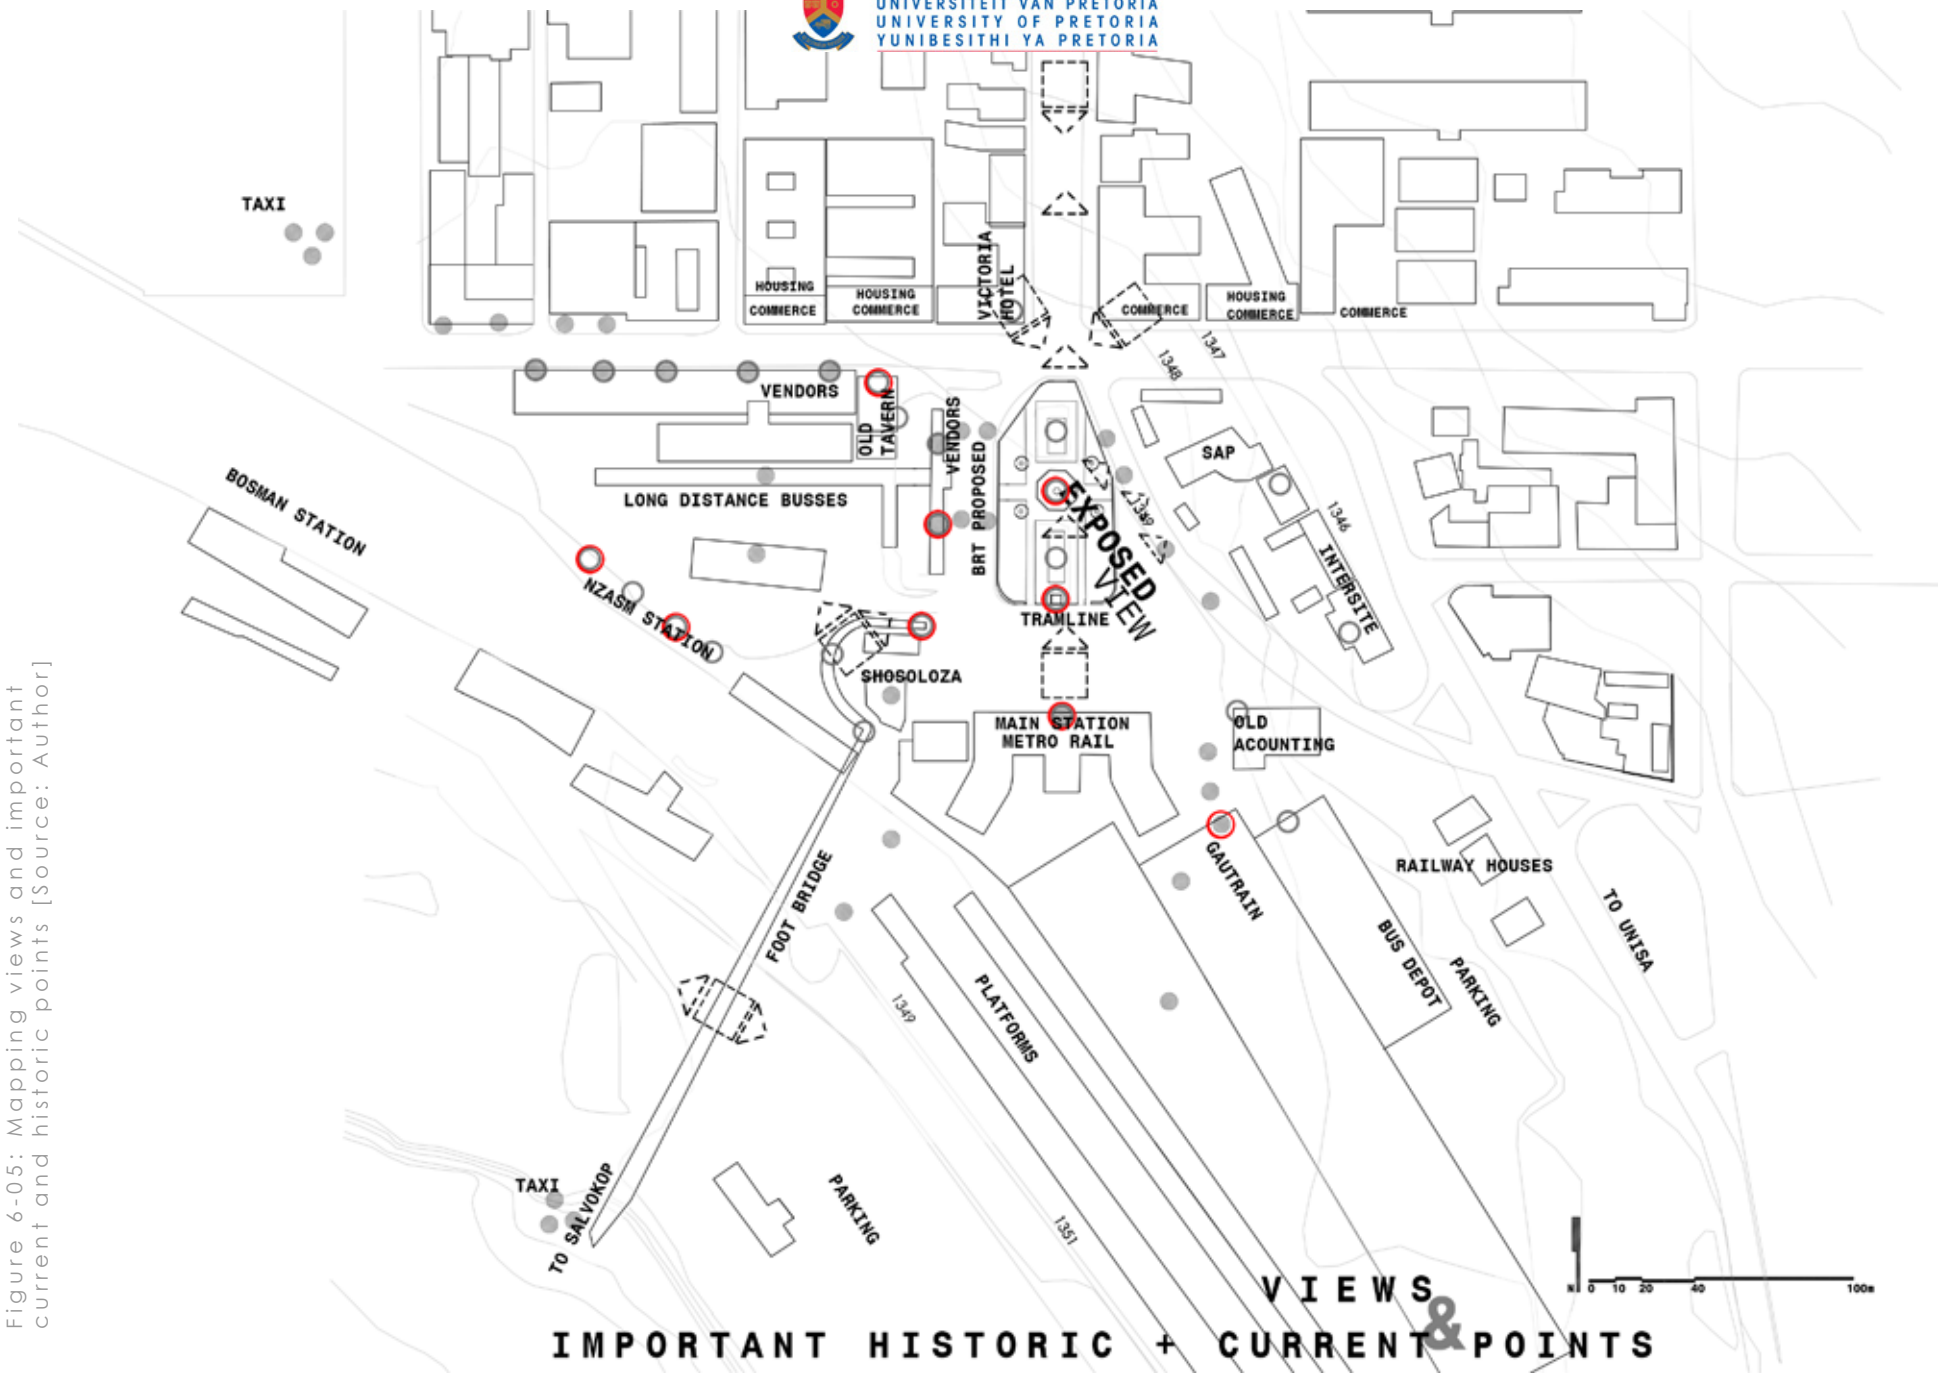 UNIVERSITEIT VAN PRETORIA
UNIVERSITY OF PRETORIA
YUNIBESITHI YA PRETORIA
TAXI
VICTORIA
HOTEL
HOUSING
COMMERCE
HOUSING
COMMERCE
COMMERCE
HOUSING
COMMERCE
COMMERCE
1347
1348
VENDORS
OLD
TAVERN
VENDORS
BRT PROPOSED
SAP
LONG DISTANCE BUSSES
BOSMAN STATION
EXPOSED
VIEW
1349
1346
INTERSITE
NZASM STATION
TRAMLINE
SHOSOLOZA
MAIN STATION
METRO RAIL
OLD
ACOUNTING
FOOT BRIDGE
GAUTRAIN
RAILWAY HOUSES
BUS DEPOT
PARKING
TO UNISA
PLATFORMS
1349
TAXI
TO SALVOKOP
PARKING
1351
N
0 10 20 40 100m
VIEWS
&
IMPORTANT HISTORIC + CURRENT POINTS
Figure 6-05: Mapping views and important
current and historic points [Source: Author]